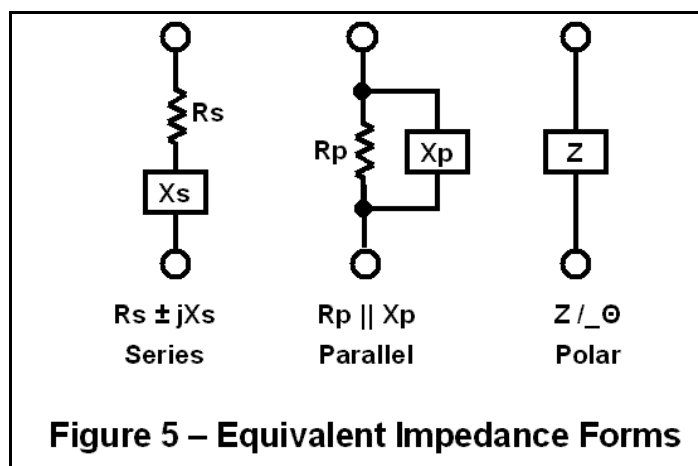 Rs
Xs
Rp
Xp
Z
Rs ± jXs
Rp || Xp
Z /_Θ
Series
Parallel
Polar
Figure 5 – Equivalent Impedance Forms